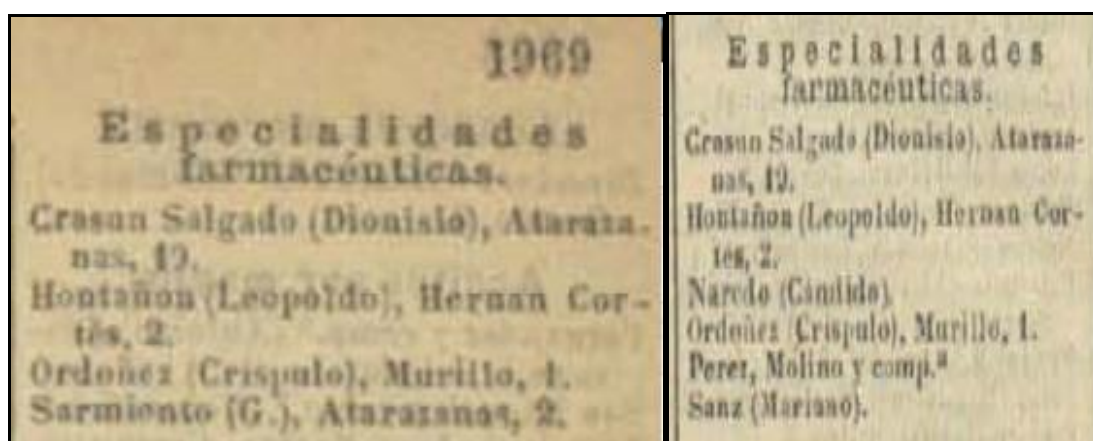 1969
Especialidades
farmacéuticas.
Crasun Salgado (Dionisio), Ataraza-
nas, 19.
Hontañon (Leopoldo), Hernan Cor-
tés, 2.
Ordoñez (Crispulo), Murillo, 1.
Sarmiento (G.), Atarazanas, 2.
Especialidades
farmacéuticas.
Crasun Salgado (Dionisio), Ataraza-
nas, 19.
Hontañon (Leopoldo), Hernan Cor-
tés, 2.
Naredo (Cándido).
Ordoñez (Crispulo), Murillo, 1.
Perez, Molino y comp.ª
Sanz (Mariano).